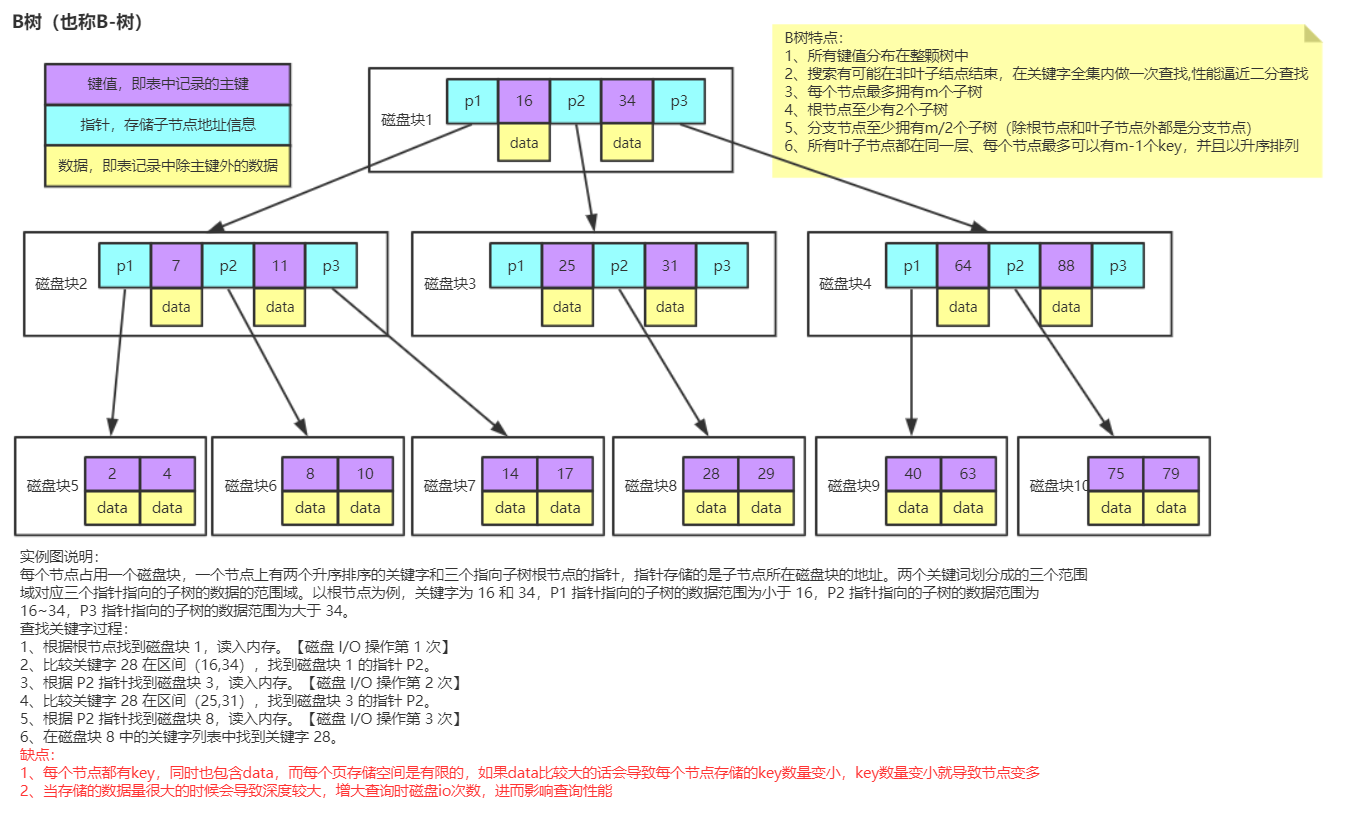 B树（也称B-树）
键值，即表中记录的主键
指针，存储子节点地址信息
数据，即表记录中除主键外的数据
B树特点：
1、所有键值分布在整颗树中
2、搜索有可能在非叶子结点结束，在关键字全集内做一次查找,性能逼近二分查找
3、每个节点最多拥有m个子树
4、根节点至少有2个子树
5、分支节点至少拥有m/2个子树（除根节点和叶子节点外都是分支节点）
6、所有叶子节点都在同一层、每个节点最多可以有m-1个key，并且以升序排列
磁盘块1
p1 16 p2 34 p3
data data
磁盘块2
p1 7 p2 11 p3
data data
磁盘块3
p1 25 p2 31 p3
data data
磁盘块4
p1 64 p2 88 p3
data data
磁盘块5
2 4
data data
磁盘块6
8 10
data data
磁盘块7
14 17
data data
磁盘块8
28 29
data data
磁盘块9
40 63
data data
磁盘块10
75 79
data data
实例图说明：
每个节点占用一个磁盘块，一个节点上有两个升序排序的关键字和三个指向子树根节点的指针，指针存储的是子节点所在磁盘块的地址。两个关键词划分成的三个范围
域对应三个指针指向的子树的数据的范围域。以根节点为例，关键字为 16 和 34，P1 指针指向的子树的数据范围为小于 16，P2 指针指向的子树的数据范围为
16~34，P3 指针指向的子树的数据范围为大于 34。
查找关键字过程：
1、根据根节点找到磁盘块 1，读入内存。【磁盘 I/O 操作第 1 次】
2、比较关键字 28 在区间（16,34），找到磁盘块 1 的指针 P2。
3、根据 P2 指针找到磁盘块 3，读入内存。【磁盘 I/O 操作第 2 次】
4、比较关键字 28 在区间（25,31），找到磁盘块 3 的指针 P2。
5、根据 P2 指针找到磁盘块 8，读入内存。【磁盘 I/O 操作第 3 次】
6、在磁盘块 8 中的关键字列表中找到关键字 28。
缺点：
1、每个节点都有key，同时也包含data，而每个页存储空间是有限的，如果data比较大的话会导致每个节点存储的key数量变小，key数量变小就导致节点变多
2、当存储的数据量很大的时候会导致深度较大，增大查询时磁盘io次数，进而影响查询性能